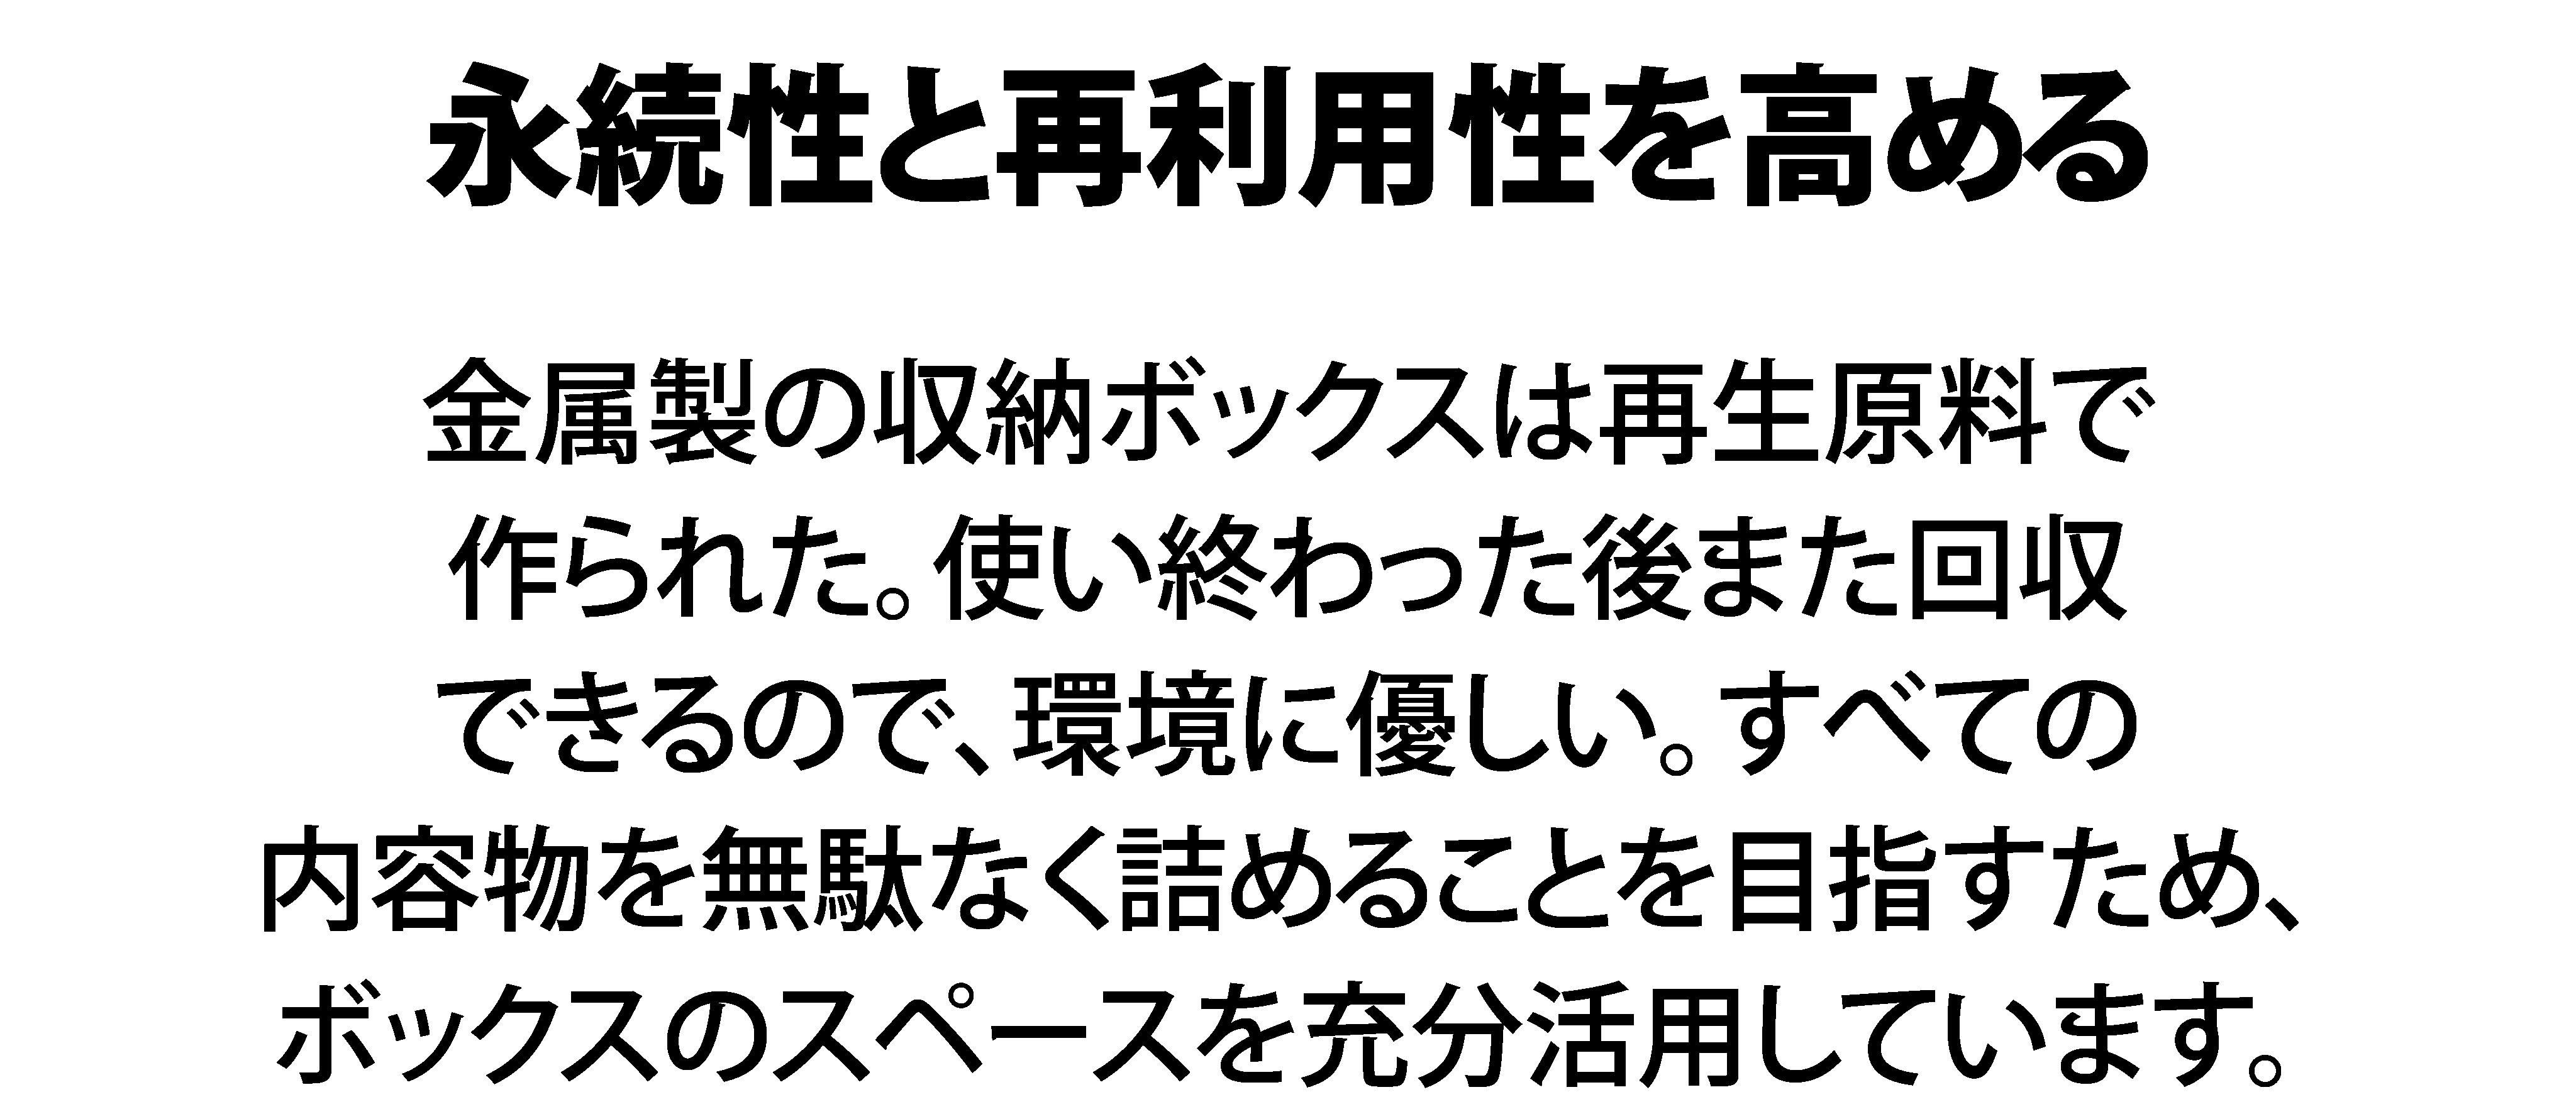 永続性と再利用性を高める
金属製の収納ボックスは再生原料で
作られた。使い終わった後また回収
できるので、環境に優しい。すべての
内容物を無駄なく詰めることを目指すため、
ボックスのスペースを充分活用しています。